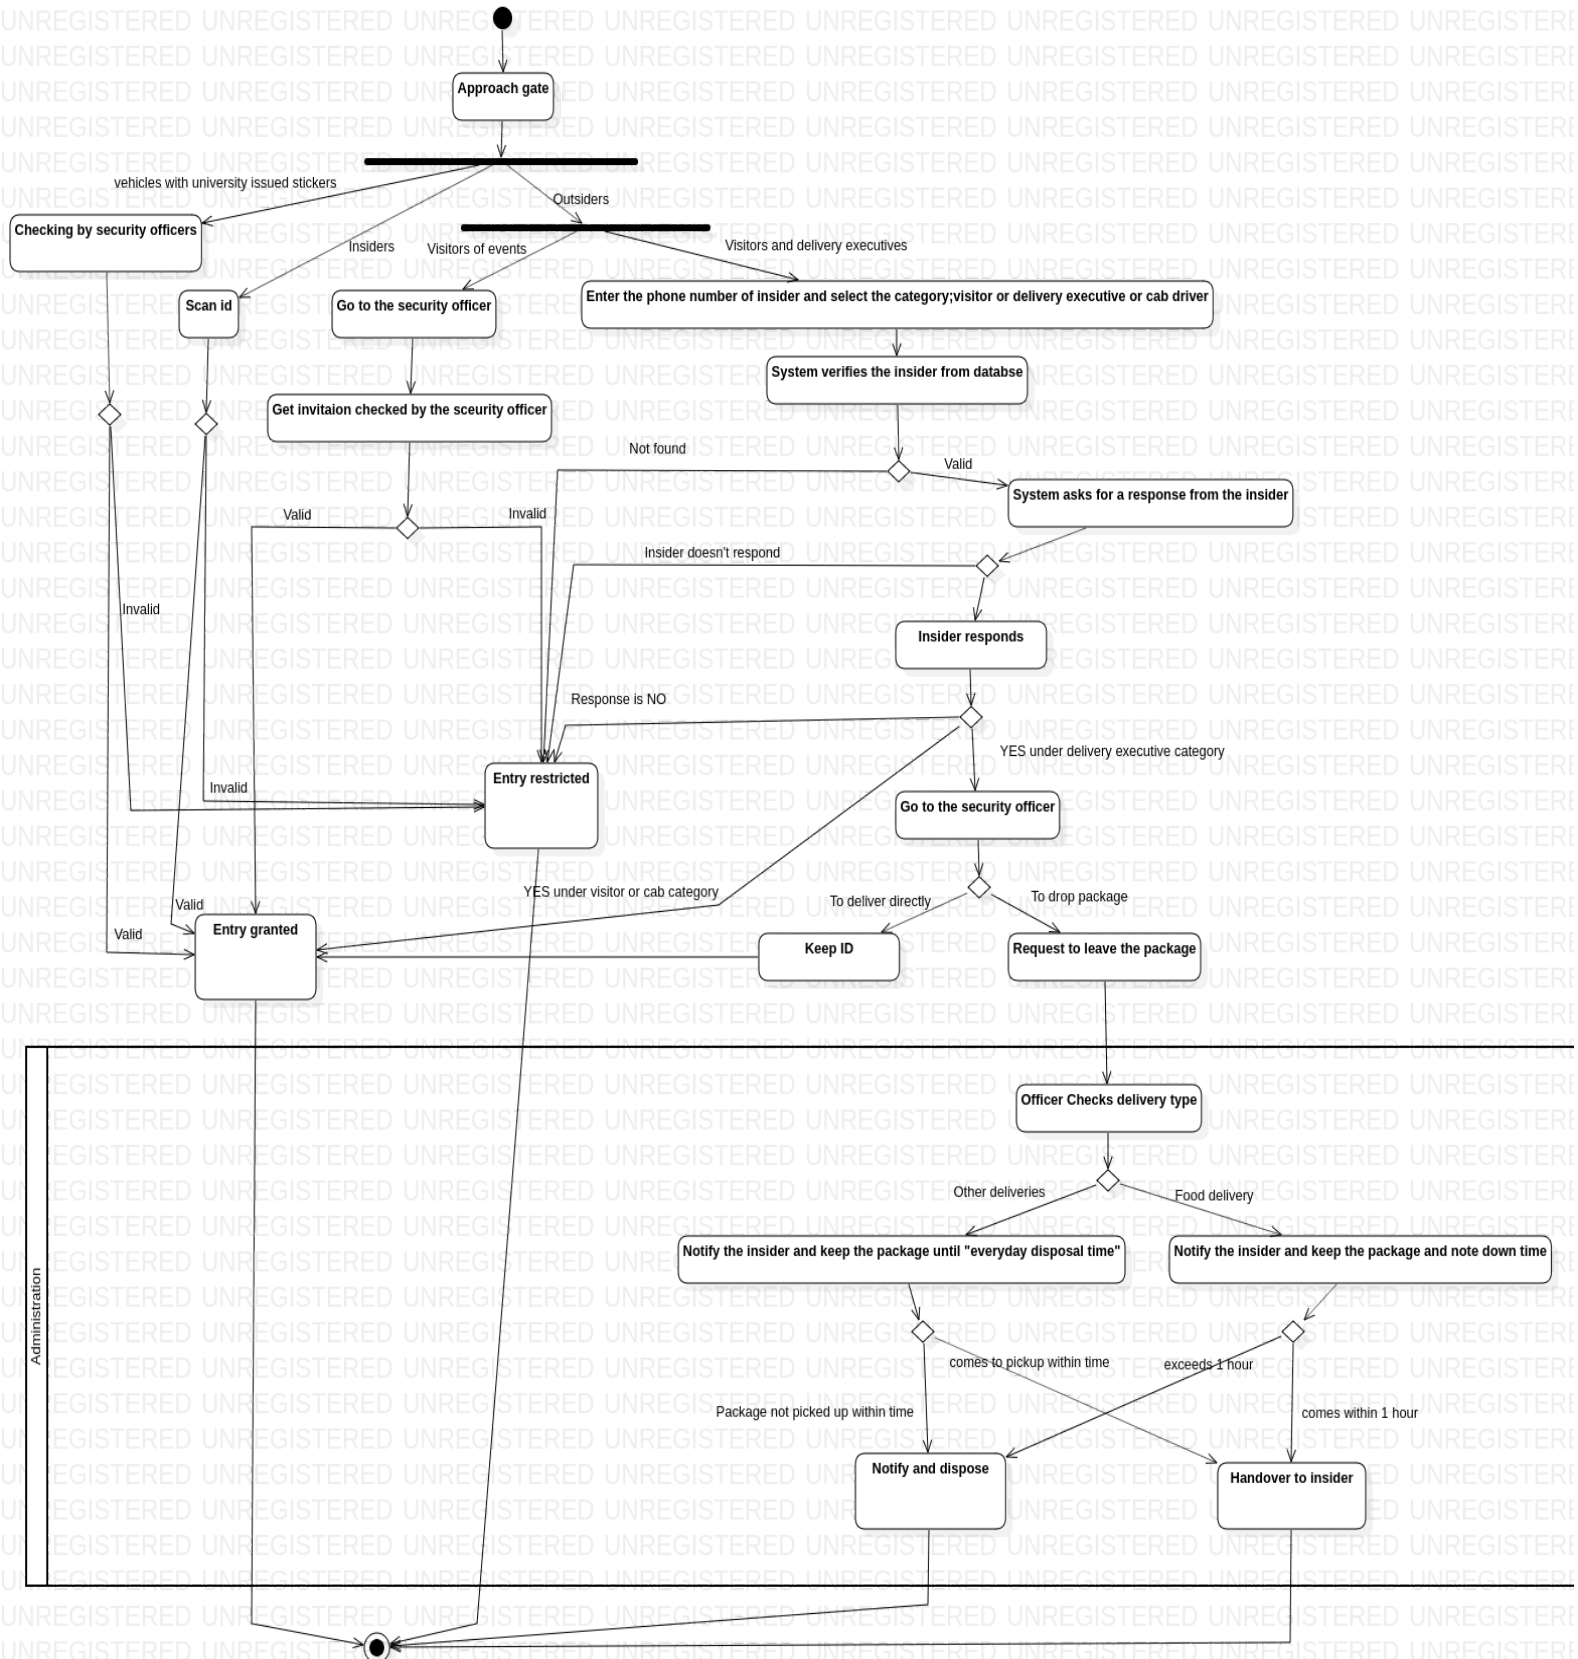 Approach gate
vehicles with university issued stickers
Outsiders
Checking by security officers
Insiders
Visitors of events
Visitors and delivery executives
Scan id
Go to the security officer
Enter the phone number of insider and select the category;visitor or delivery executive or cab driver
System verifies the insider from databse
Get invitaion checked by the sceurity officer
Not found
Valid
System asks for a response from the insider
Valid
Invalid
Insider doesn't respond
Invalid
Insider responds
Response is NO
YES under delivery executive category
Entry restricted
Invalid
Go to the security officer
YES under visitor or cab category
To deliver directly
To drop package
Valid
Entry granted
Valid
Keep ID
Request to leave the package
Officer Checks delivery type
Other deliveries
Food delivery
Notify the insider and keep the package until "everyday disposal time"
Notify the insider and keep the package and note down time
Administration
comes to pickup within time
exceeds 1 hour
Package not picked up within time
comes within 1 hour
Notify and dispose
Handover to insider
UNREGISTERED